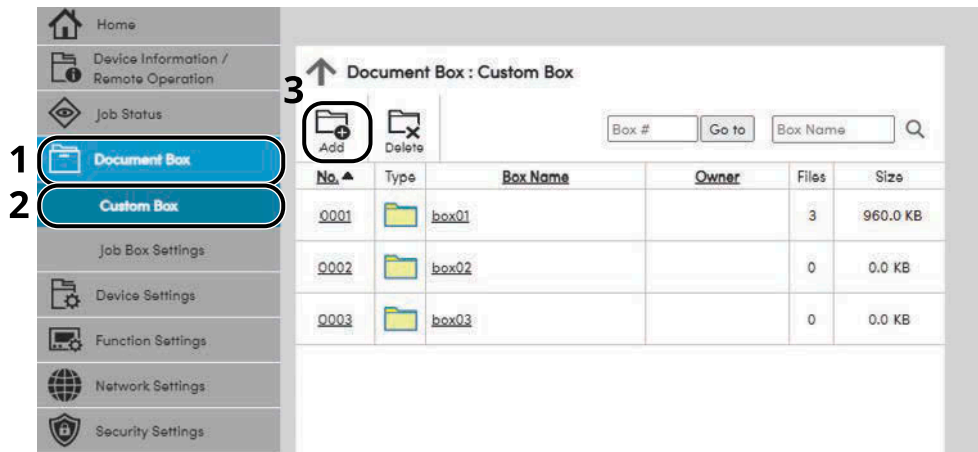 Home
Device Information /
Remote Operation
Job Status
1
Document Box
2
Custom Box
Job Box Settings
Device Settings
Function Settings
Network Settings
Security Settings
Document Box : Custom Box
3
Add
Delete
Box #
Go to
Box Name
No. ▲ Type Box Name Owner Files Size
0001 box01 3 960.0 KB
0002 box02 0 0.0 KB
0003 box03 0 0.0 KB